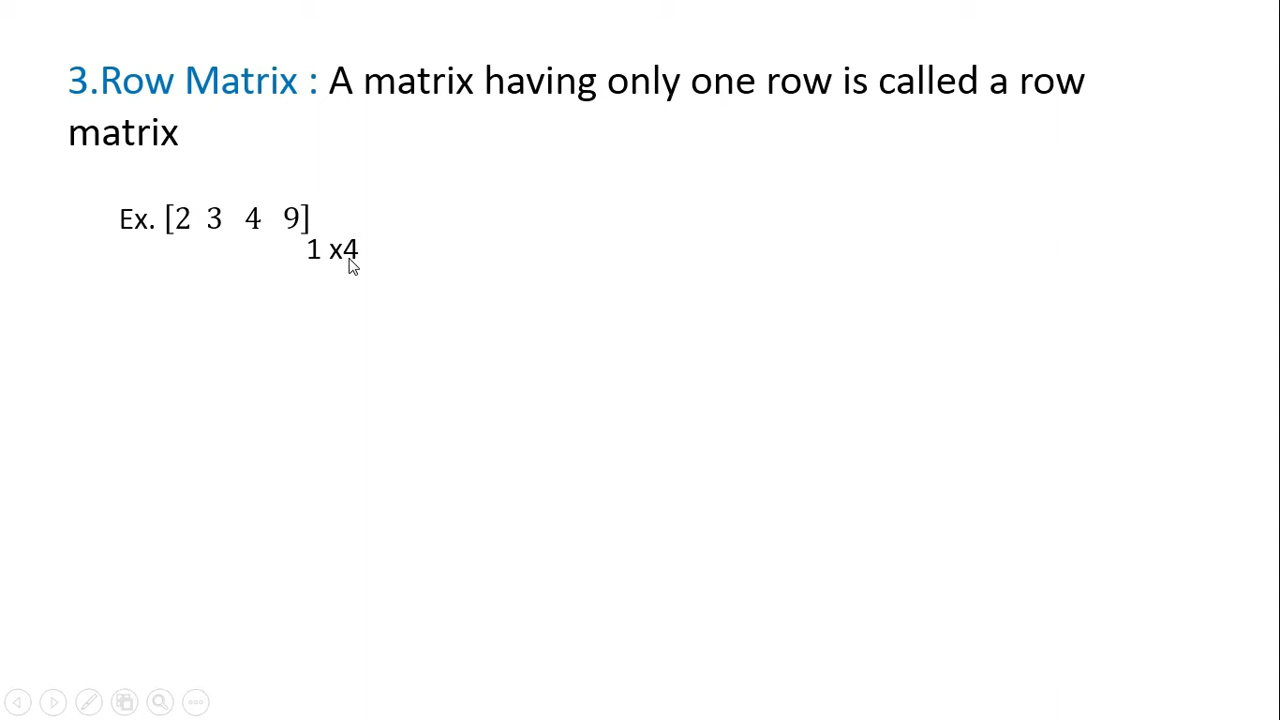 3.Row Matrix : A matrix having only one row is called a row
matrix
Ex. [2 3 4 9]
1 x4